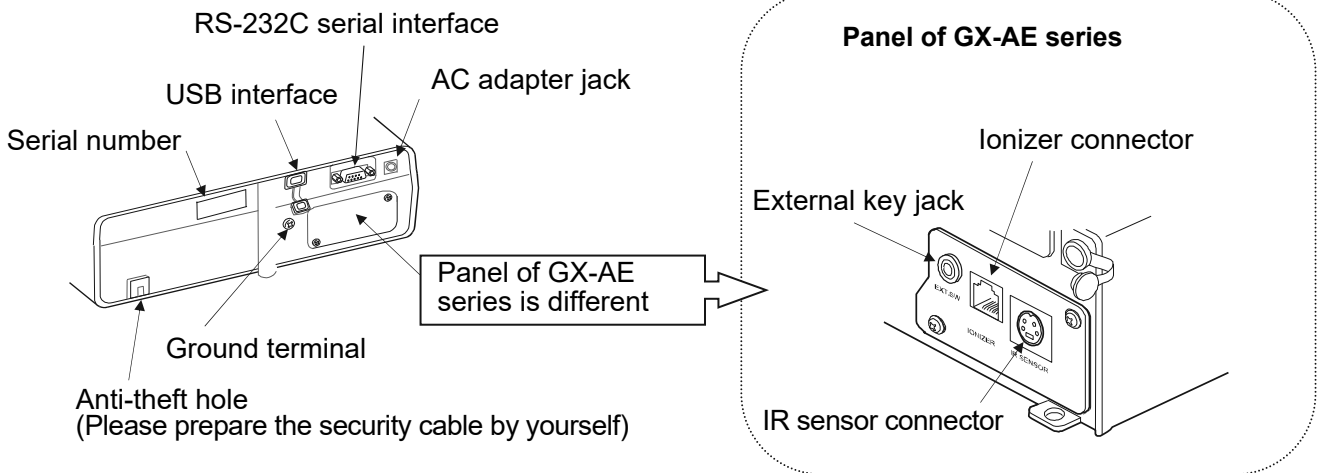 RS-232C serial interface
AC adapter jack
USB interface
Serial number
Ground terminal
Anti-theft hole
(Please prepare the security cable by yourself)
Panel of GX-AE
series is different
Panel of GX-AE series
Ionizer connector
External key jack
EXT.SW
IONIZER
IR SENSOR
IR sensor connector